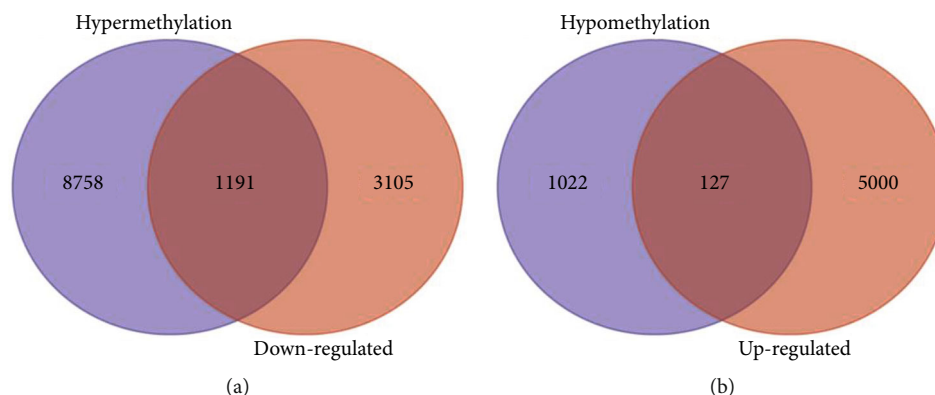 Hypermethylation
8758
1191
3105
Down-regulated
(a)
Hypomethylation
1022
127
5000
Up-regulated
(b)